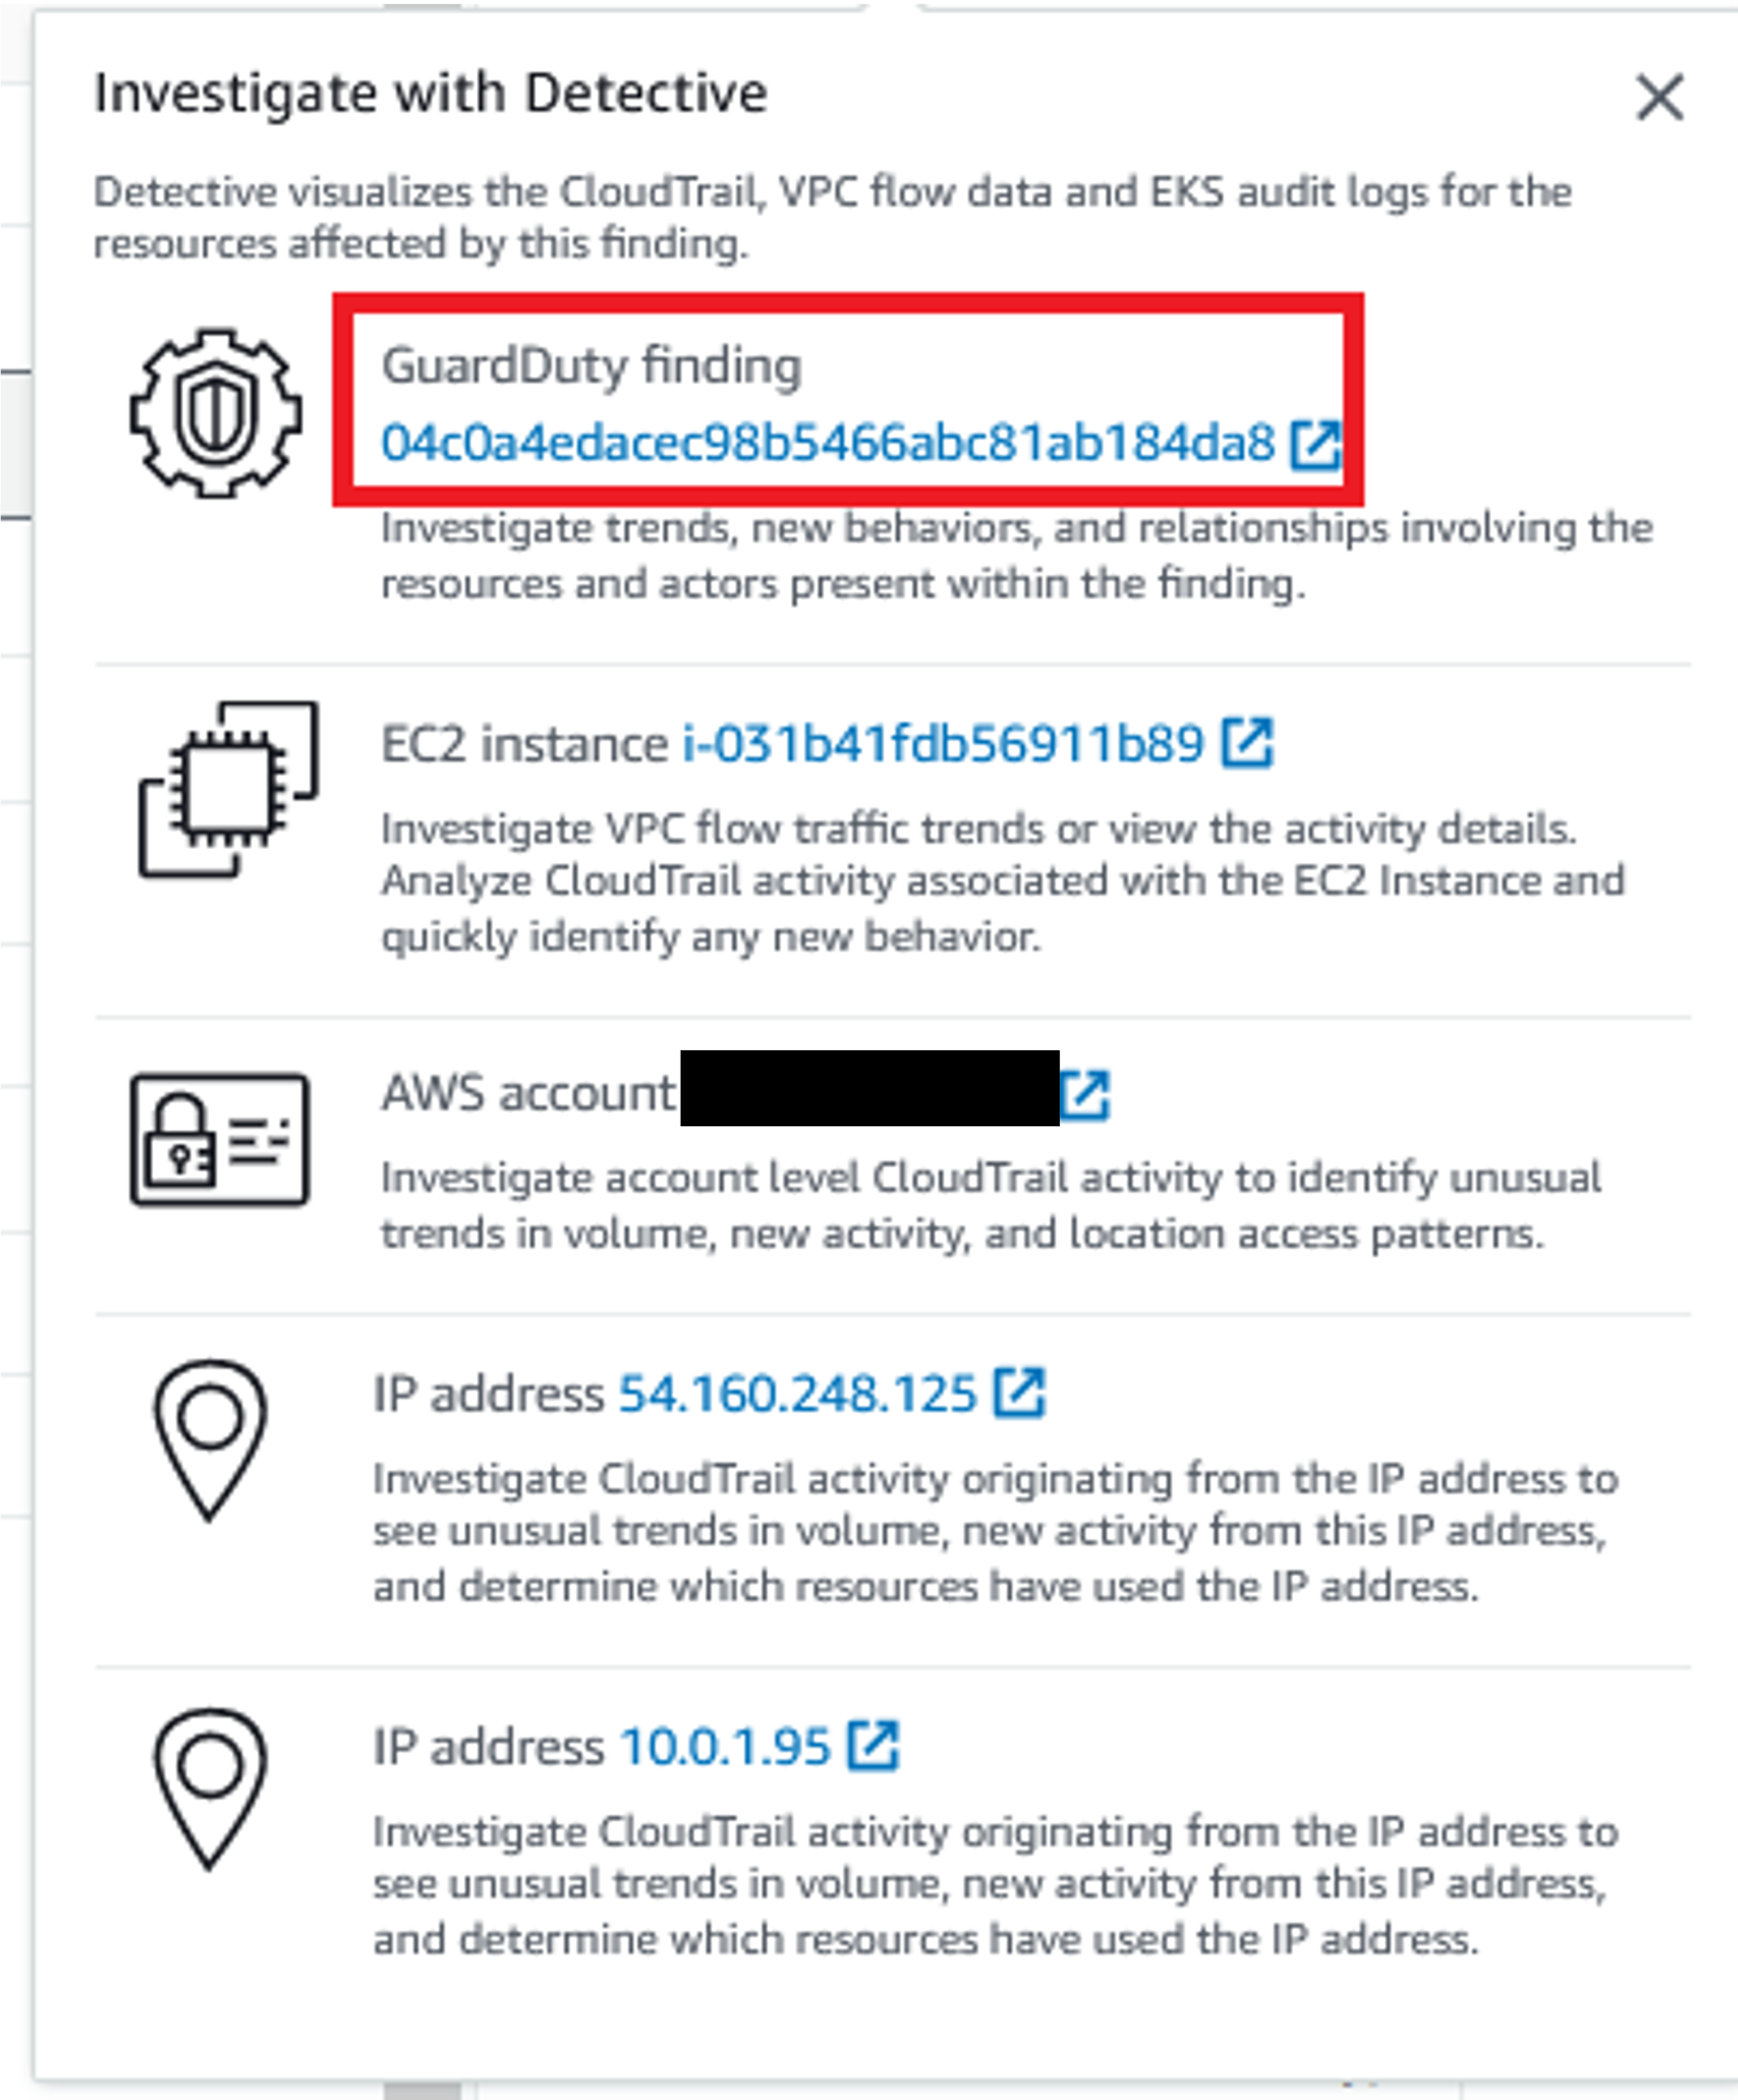 Investigate with Detective
Detective visualizes the CloudTrail, VPC flow data and EKS audit logs for the
resources affected by this finding.
GuardDuty finding
04c0a4edacec98b5466abc81ab184da8
Investigate trends, new behaviors, and relationships involving the
resources and actors present within the finding.
EC2 instance i-031b41fdb56911b89
Investigate VPC flow traffic trends or view the activity details.
Analyze CloudTrail activity associated with the EC2 Instance and
quickly identify any new behavior.
AWS account
Investigate account level CloudTrail activity to identify unusual
trends in volume, new activity, and location access patterns.
IP address 54.160.248.125
Investigate CloudTrail activity originating from the IP address to
see unusual trends in volume, new activity from this IP address,
and determine which resources have used the IP address.
IP address 10.0.1.95
Investigate CloudTrail activity originating from the IP address to
see unusual trends in volume, new activity from this IP address,
and determine which resources have used the IP address.